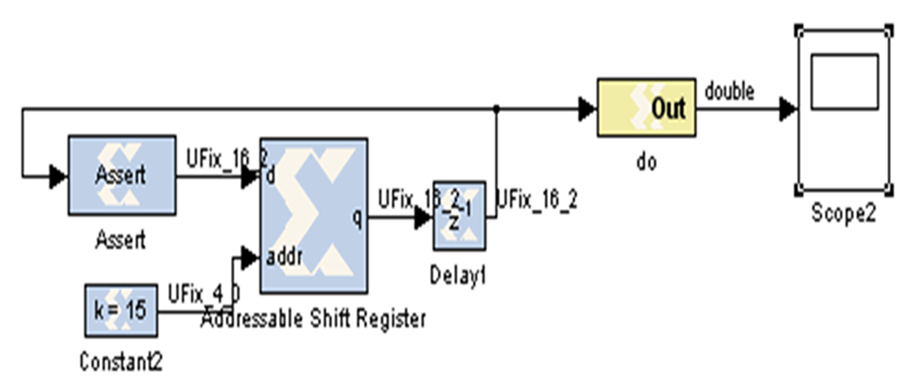 Out
double
do
Scope2
Assert
UFix_16_2
d
Assert
q
addr
UFix_16_2
z-1
UFix_16_2
Delay1
k = 15
UFix_4_0
Addressable Shift Register
Constant2